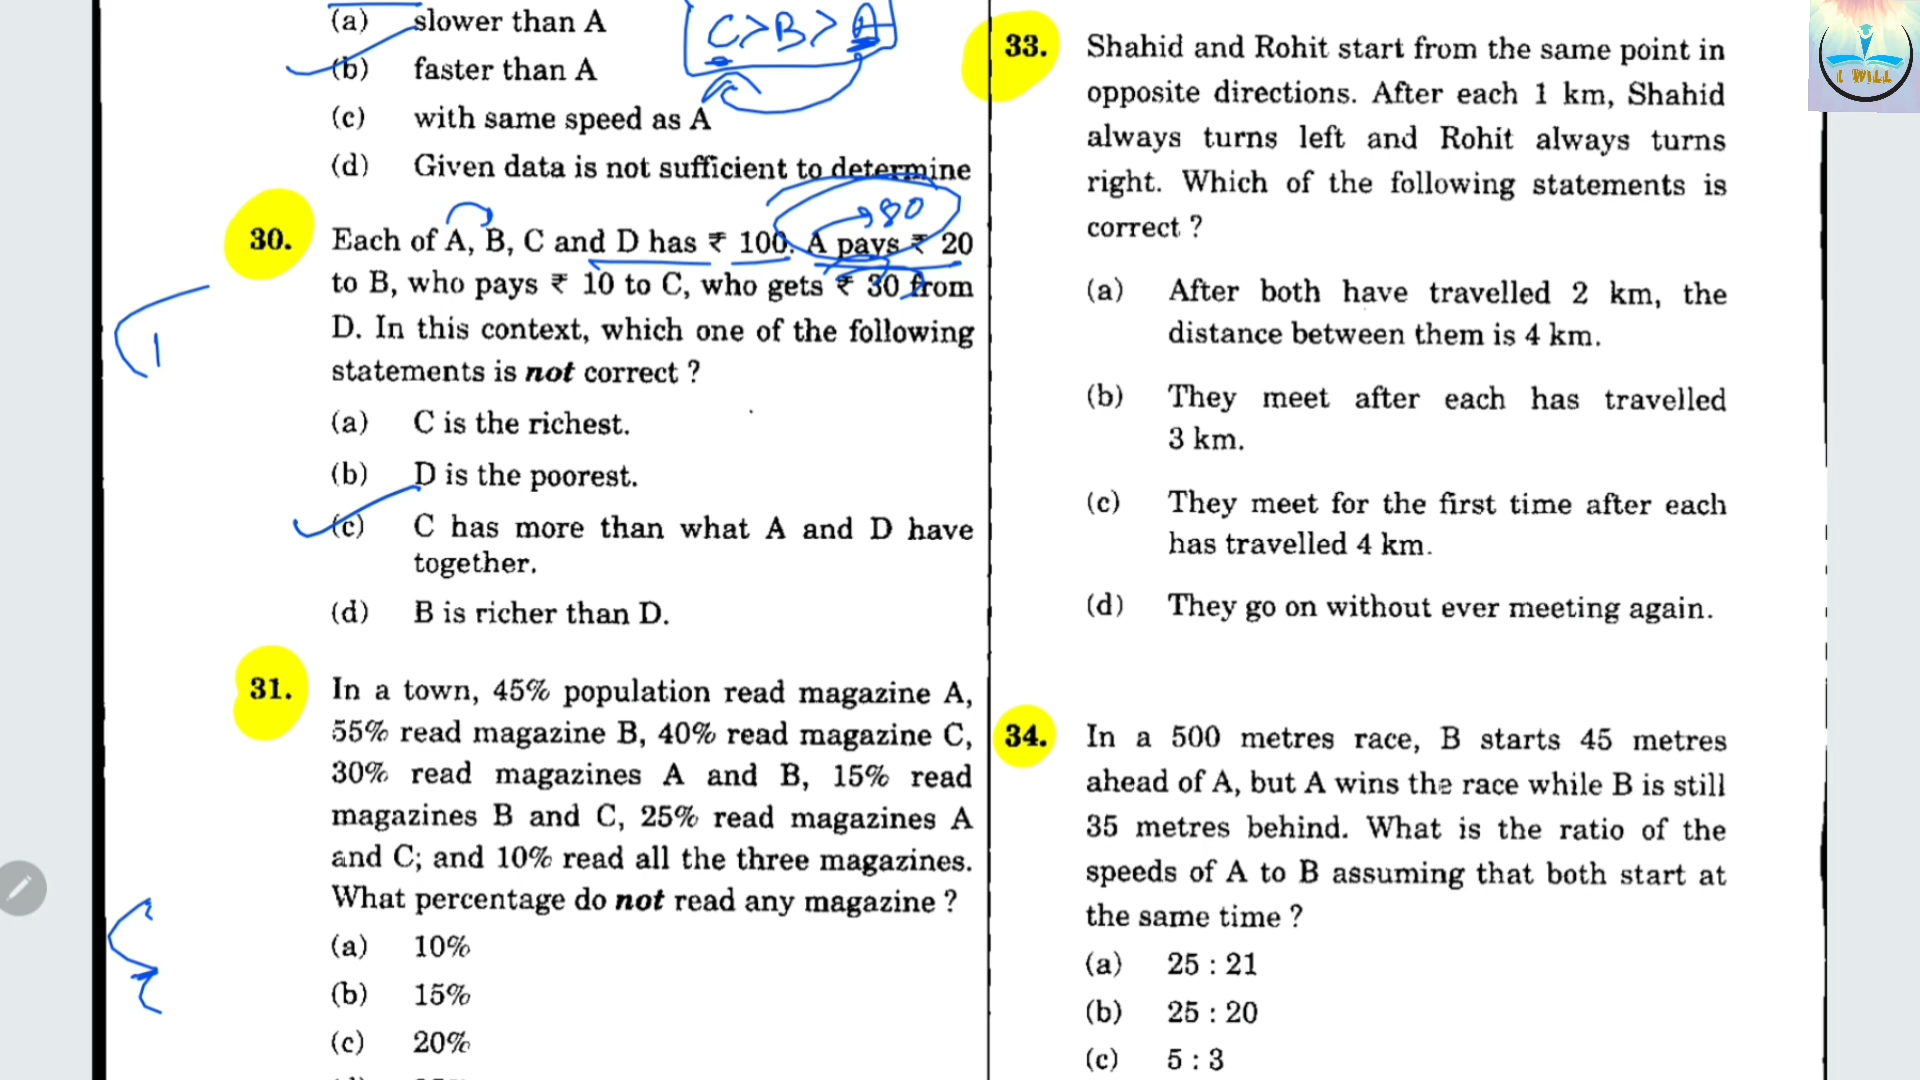 (a) slower than A
(b) faster than A
(c) with same speed as A
(d) Given data is not sufficient to determine
C > B > A
30. Each of A, B, C and D has ₹ 100. A pays ₹ 20
80
to B, who pays ₹ 10 to C, who gets ₹ 30 from
D. In this context, which one of the following
statements is not correct ?
(a) C is the richest.
(b) D is the poorest.
(c) C has more than what A and D have
together.
(d) B is richer than D.
31. In a town, 45% population read magazine A,
55% read magazine B, 40% read magazine C,
30% read magazines A and B, 15% read
magazines B and C, 25% read magazines A
and C; and 10% read all the three magazines.
What percentage do not read any magazine ?
(a) 10%
(b) 15%
(c) 20%
33. Shahid and Rohit start from the same point in
opposite directions. After each 1 km, Shahid
always turns left and Rohit always turns
right. Which of the following statements is
correct ?
(a) After both have travelled 2 km, the
distance between them is 4 km.
(b) They meet after each has travelled
3 km.
(c) They meet for the first time after each
has travelled 4 km.
(d) They go on without ever meeting again.
34. In a 500 metres race, B starts 45 metres
ahead of A, but A wins the race while B is still
35 metres behind. What is the ratio of the
speeds of A to B assuming that both start at
the same time ?
(a) 25 : 21
(b) 25 : 20
(c) 5 : 3
I WILL